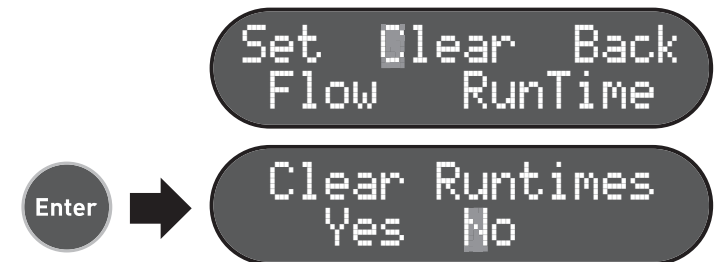 Set Clear Back
Flow RunTime
Enter
Clear Runtimes
Yes No